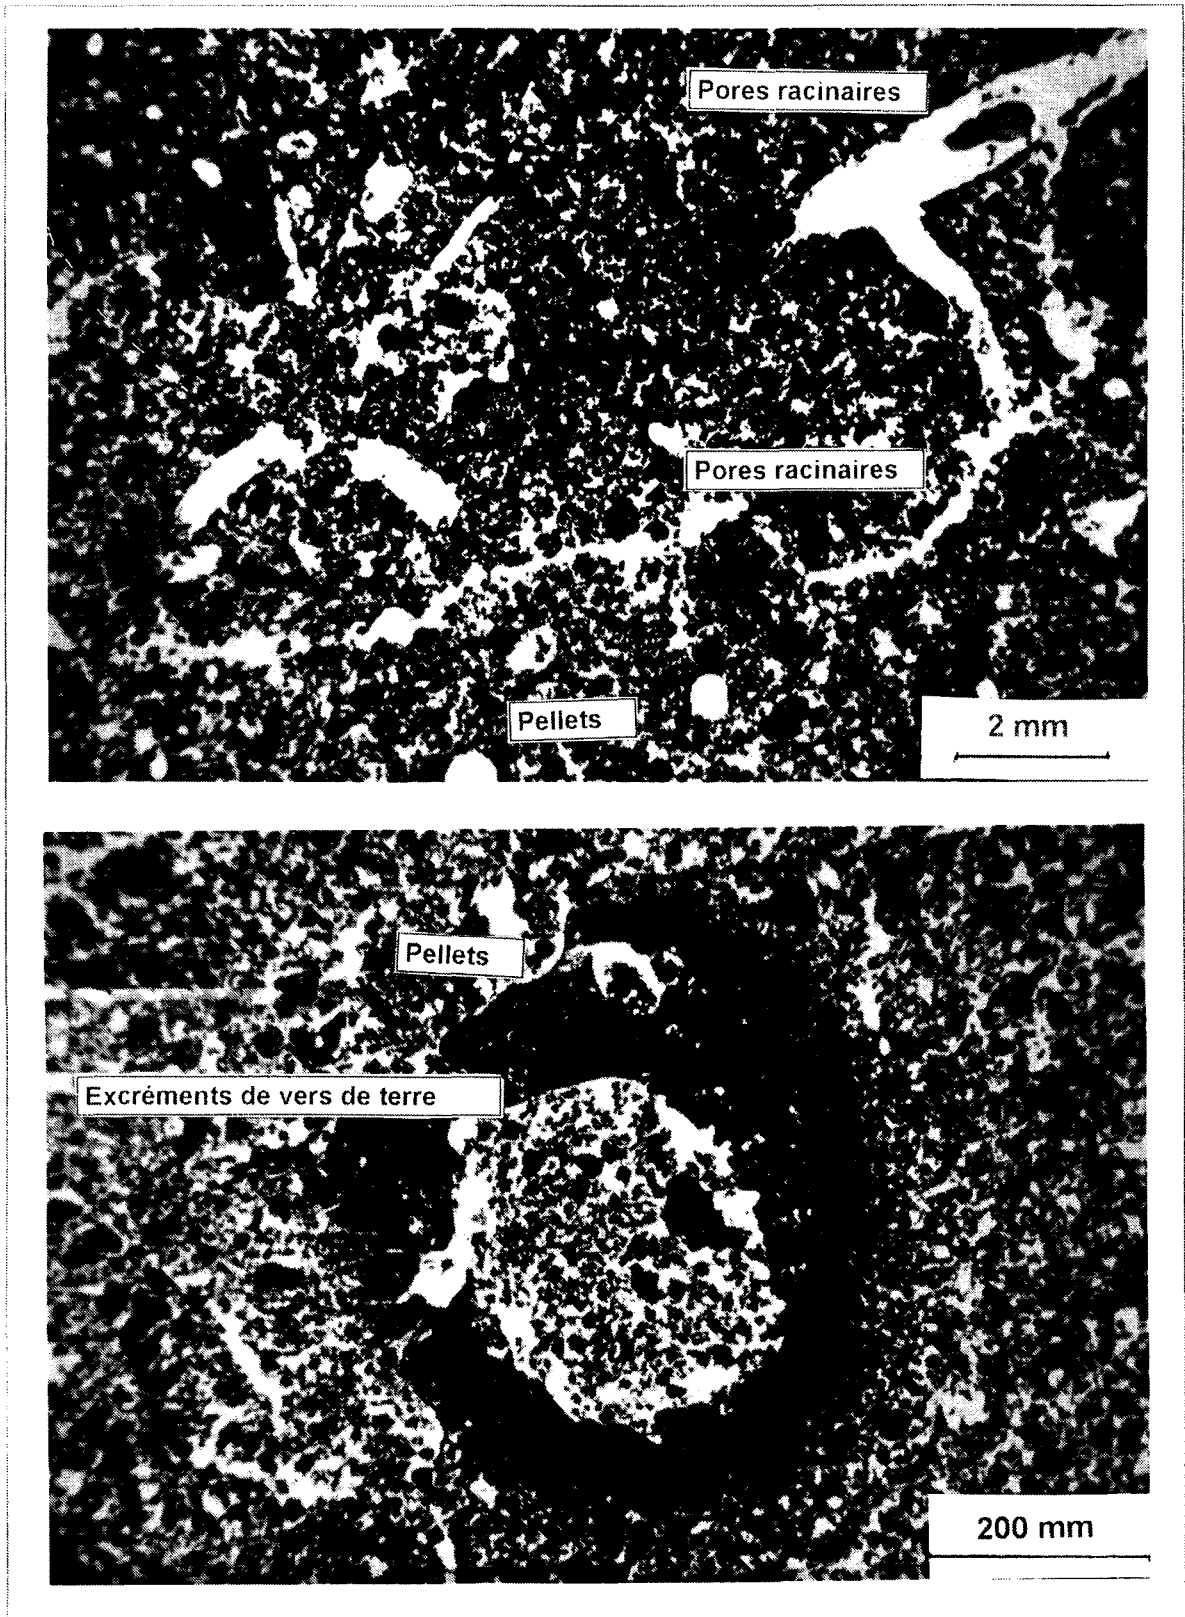 Pores racinaires
Pores racinaires
Pellets
2 mm
Pellets
Excréments de vers de terre
200 mm